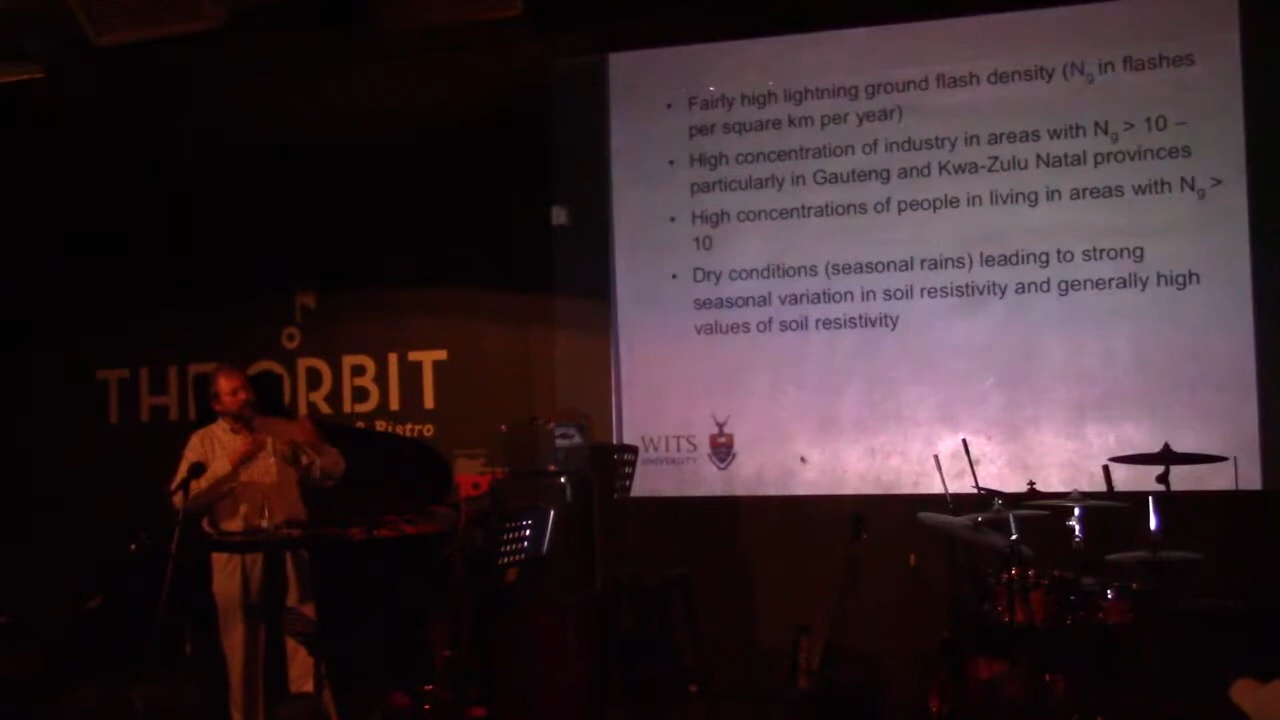 • Fairly high lightning ground flash density (Ng in flashes
per square km per year)
• High concentration of industry in areas with Ng > 10 –
particularly in Gauteng and Kwa-Zulu Natal provinces
• High concentrations of people in living in areas with Ng >
10
• Dry conditions (seasonal rains) leading to strong
seasonal variation in soil resistivity and generally high
values of soil resistivity
WITS
UNIVERSITY
THE ORBIT
& Bistro